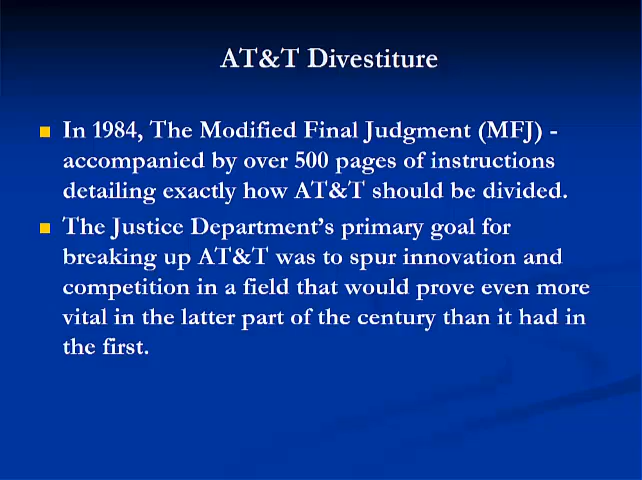 AT&T Divestiture
In 1984, The Modified Final Judgment (MFJ) -
accompanied by over 500 pages of instructions
detailing exactly how AT&T should be divided.
The Justice Department’s primary goal for
breaking up AT&T was to spur innovation and
competition in a field that would prove even more
vital in the latter part of the century than it had in
the first.